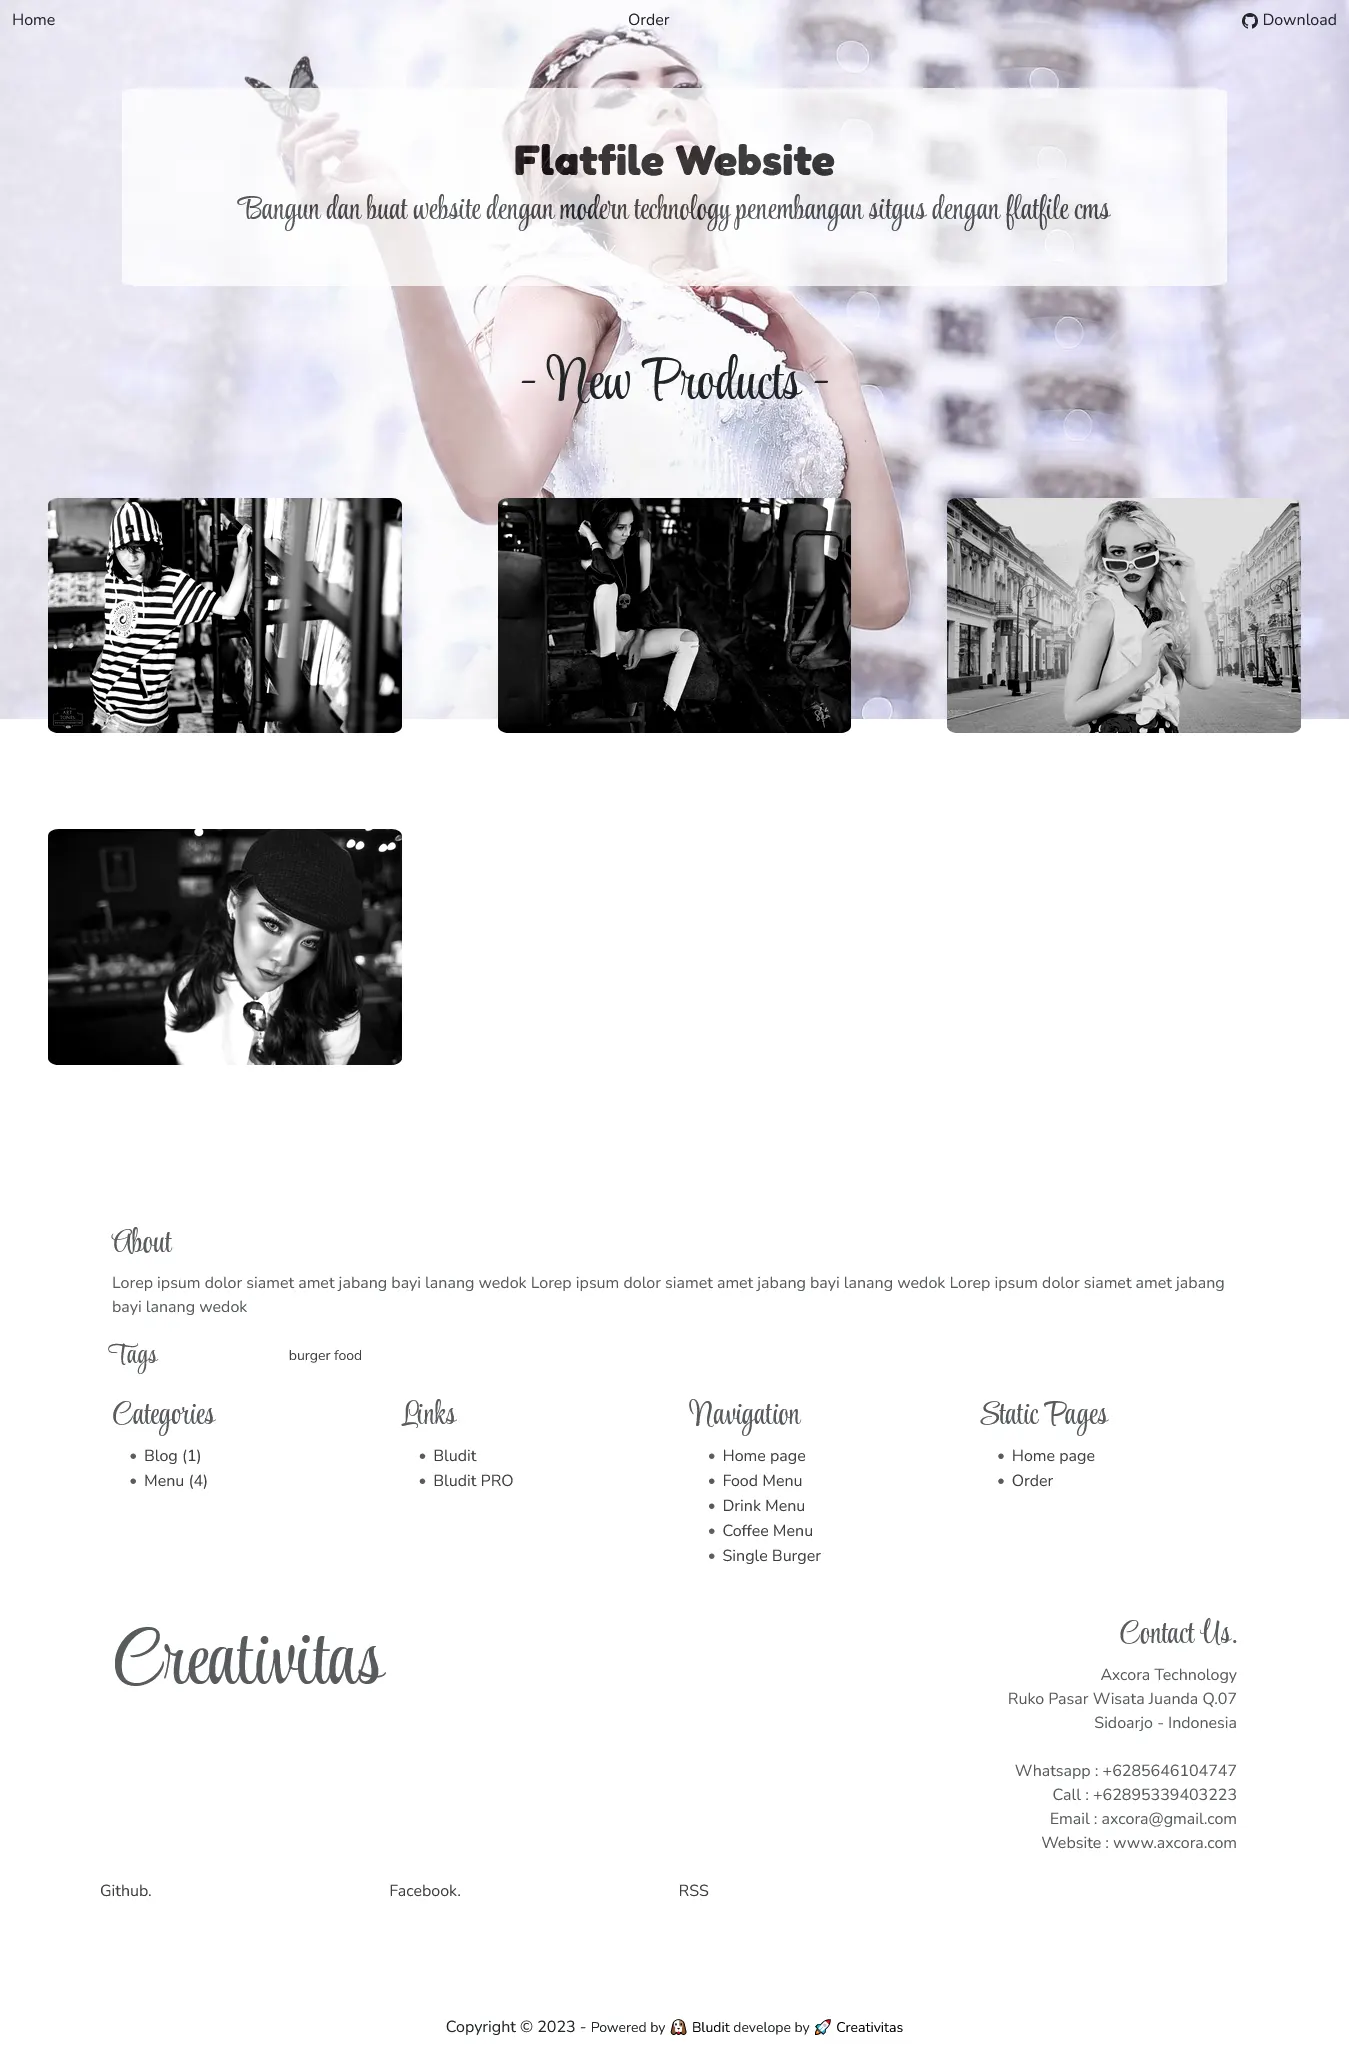 Home
Order
Download
Flatfile Website
Bangun dan buat website dengan modern technology penembangan sitgus dengan flatfile cms
- New Products -
About
Lorep ipsum dolor siamet amet jabang bayi lanang wedok Lorep ipsum dolor siamet amet jabang bayi lanang wedok Lorep ipsum dolor siamet amet jabang
bayi lanang wedok
Tags
burger food
Categories
• Blog (1)
• Menu (4)
Links
• Bludit
• Bludit PRO
Navigation
• Home page
• Food Menu
• Drink Menu
• Coffee Menu
• Single Burger
Static Pages
• Home page
• Order
Creativitas
Contact Us.
Axcora Technology
Ruko Pasar Wisata Juanda Q.07
Sidoarjo - Indonesia
Whatsapp : +6285646104747
Call : +62895339403223
Email : axcora@gmail.com
Website : www.axcora.com
Github.
Facebook.
RSS
Copyright © 2023 - Powered by Bludit develope by 🚀 Creativitas